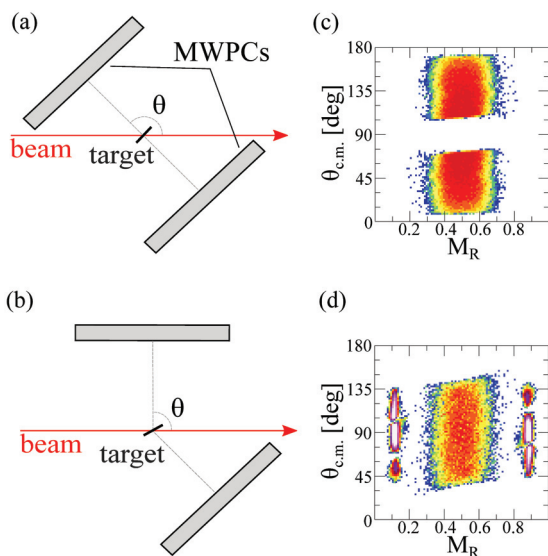 (a)
MWPCs
θ
beam
target
(c)
180
135
90
45
0
θc.m. [deg]
0.2 0.4 0.6 0.8
MR
(b)
θ
beam
target
(d)
180
135
90
45
0
θc.m. [deg]
0.2 0.4 0.6 0.8
MR